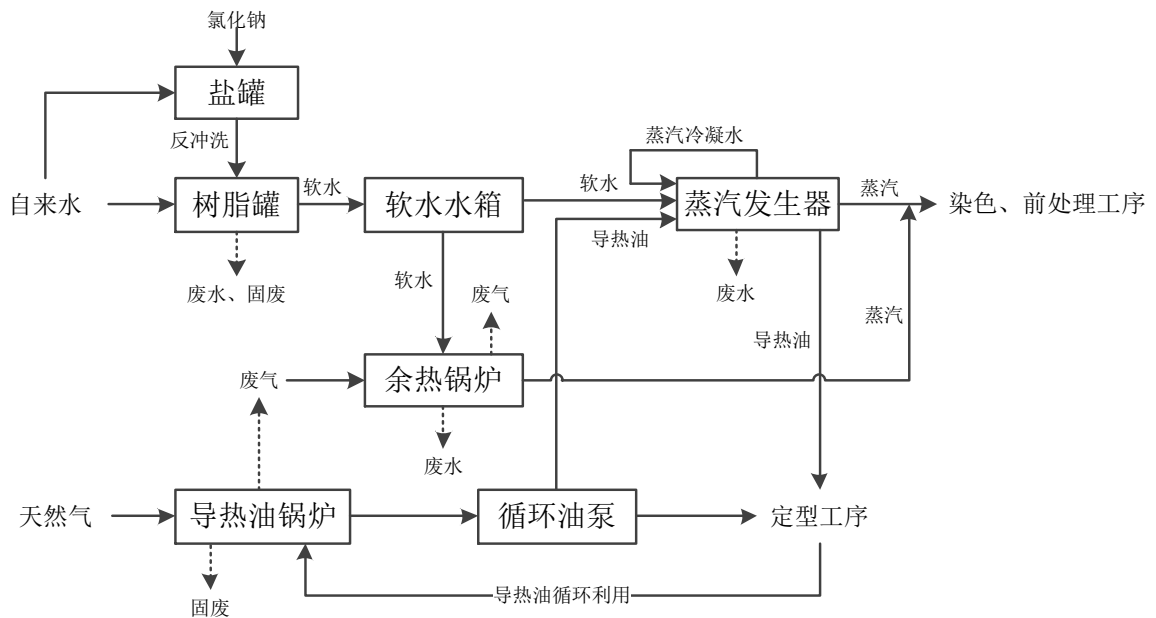 氯化钠
盐罐
反冲洗
蒸汽冷凝水
自来水
树脂罐
软水
软水水箱
软水
导热油
蒸汽发生器
蒸汽
染色、前处理工序
废水、固废
软水
废气
废水
导热油
蒸汽
废气
余热锅炉
废水
天然气
导热油锅炉
循环油泵
定型工序
固废
导热油循环利用